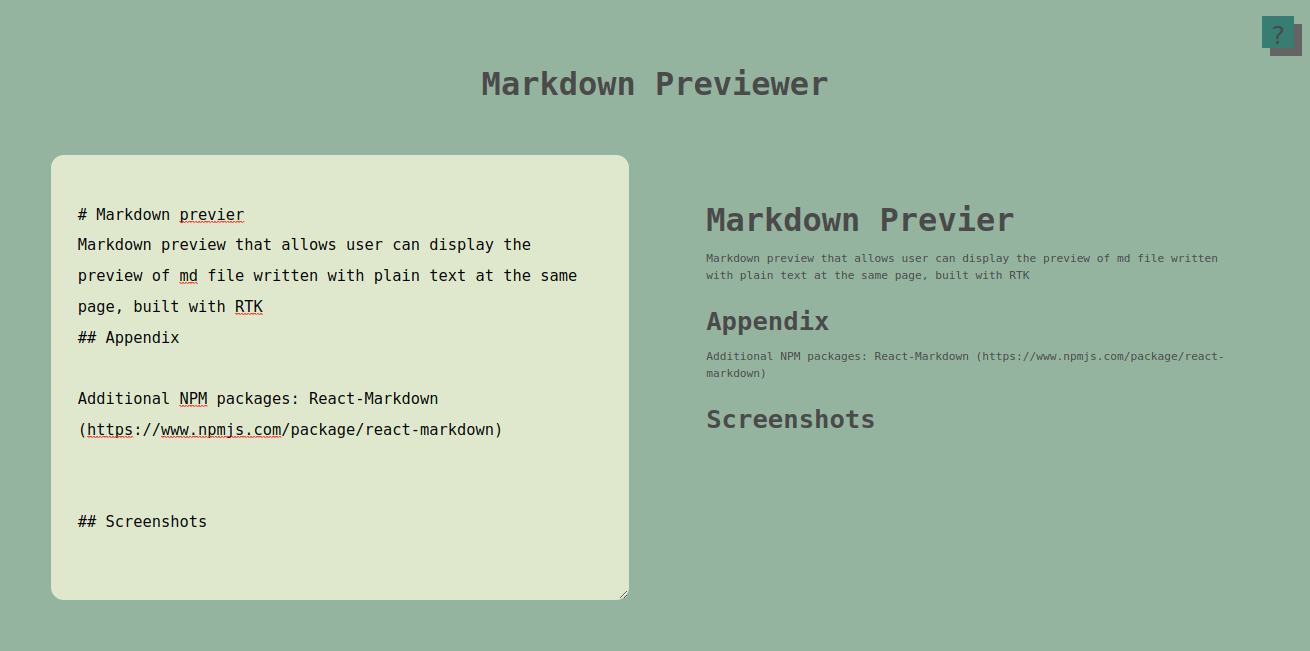 ?
Markdown Previewer
# Markdown previer
Markdown preview that allows user can display the
preview of md file written with plain text at the same
page, built with RTK
## Appendix
Additional NPM packages: React-Markdown
(https://www.npmjs.com/package/react-markdown)
## Screenshots
Markdown Previer
Markdown preview that allows user can display the preview of md file written
with plain text at the same page, built with RTK
Appendix
Additional NPM packages: React-Markdown (https://www.npmjs.com/package/react-
markdown)
Screenshots